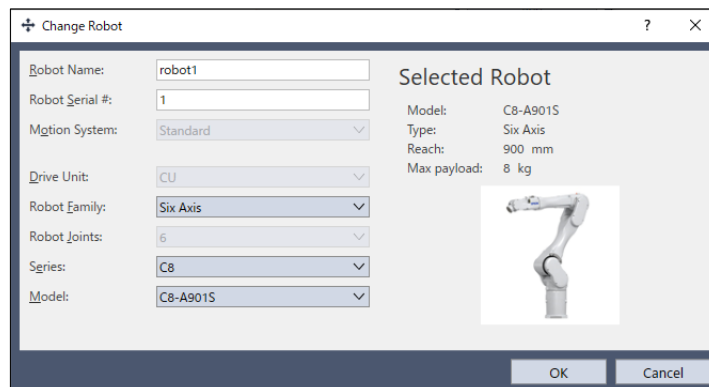 Change Robot
?
Robot Name:
robot1
Robot Serial #:
1
Motion System:
Standard
Drive Unit:
CU
Robot Family:
Six Axis
Robot Joints:
6
Series:
C8
Model:
C8-A901S
Selected Robot
Model: C8-A901S
Type: Six Axis
Reach: 900 mm
Max payload: 8 kg
OK
Cancel